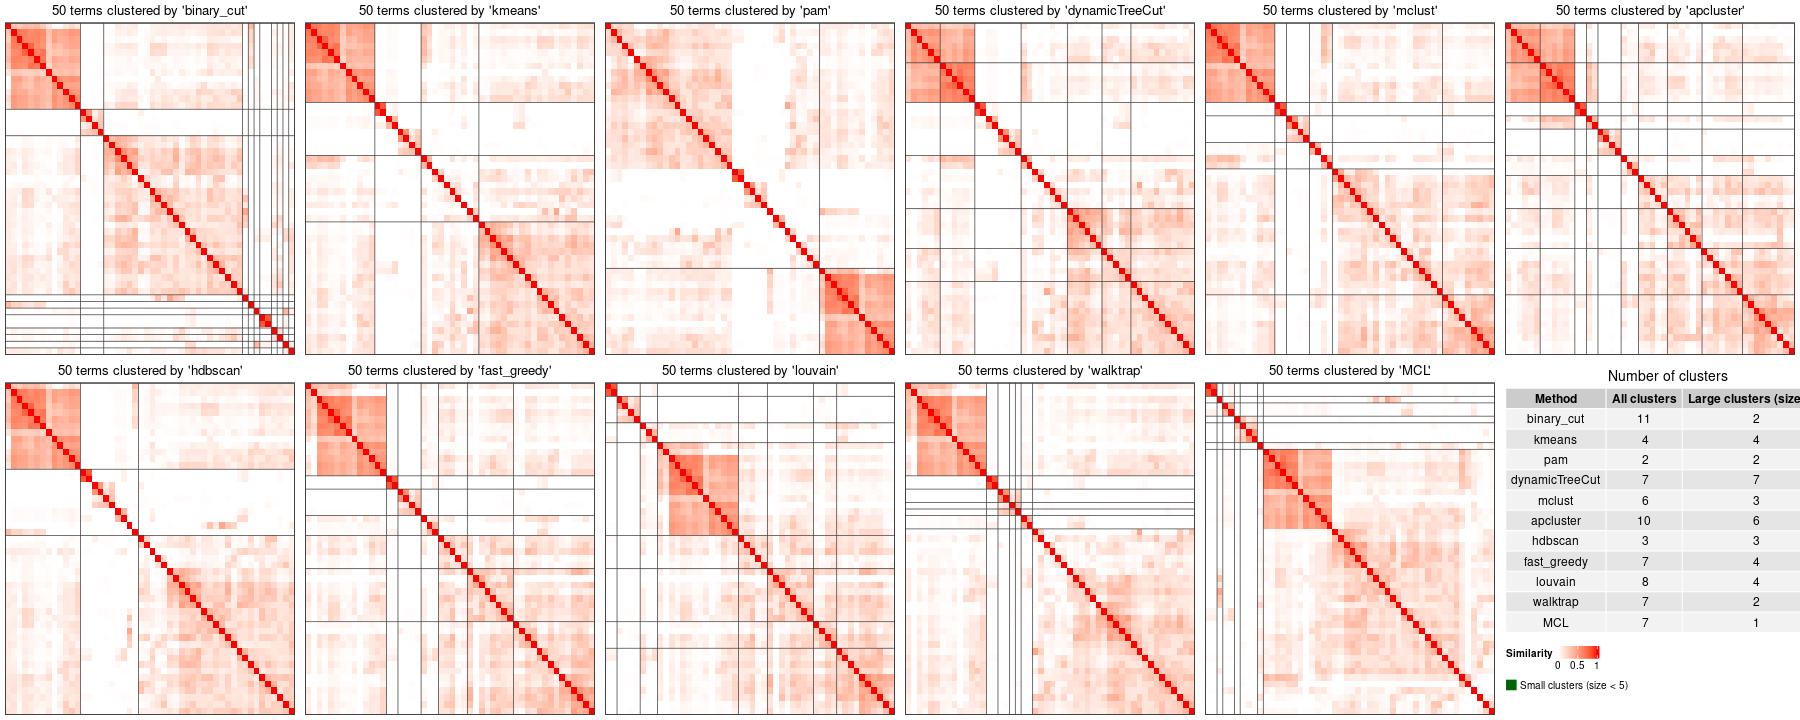 50 terms clustered by 'binary_cut'
50 terms clustered by 'kmeans'
50 terms clustered by 'pam'
50 terms clustered by 'dynamicTreeCut'
50 terms clustered by 'mclust'
50 terms clustered by 'apcluster'
50 terms clustered by 'hdbscan'
50 terms clustered by 'fast_greedy'
50 terms clustered by 'louvain'
50 terms clustered by 'walktrap'
50 terms clustered by 'MCL'
Number of clusters
Method All clusters Large clusters (size
binary_cut 11 2
kmeans 4 4
pam 2 2
dynamicTreeCut 7 7
mclust 6 3
apcluster 10 6
hdbscan 3 3
fast_greedy 7 4
louvain 8 4
walktrap 7 2
MCL 7 1
Similarity
0 0.5 1
Small clusters (size < 5)